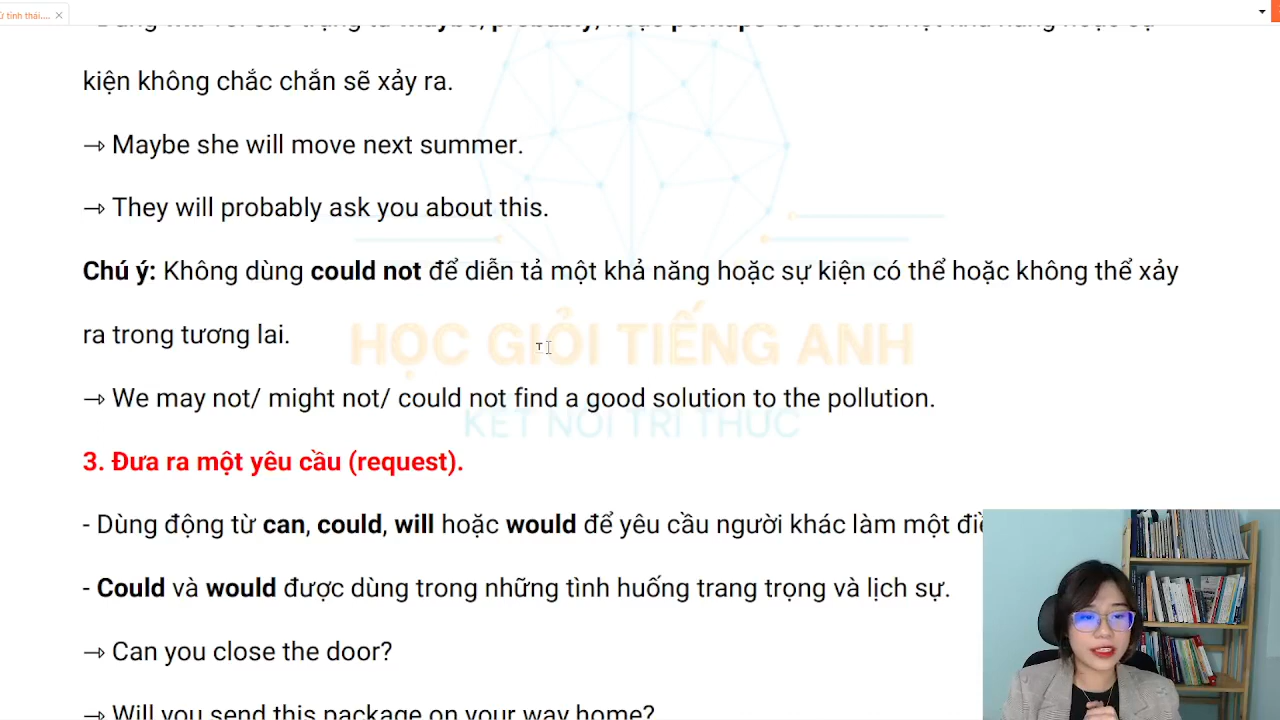 ừ tình thái....
kiện không chắc chắn sẽ xảy ra.
→ Maybe she will move next summer.
→ They will probably ask you about this.
Chú ý: Không dùng could not để diễn tả một khả năng hoặc sự kiện có thể hoặc không thể xảy
ra trong tương lai.
HỌC GIỎI TIẾNG ANH
→ We may not/ might not/ could not find a good solution to the pollution.
KẾT NỐI TRI THỨC
3. Đưa ra một yêu cầu (request).
- Dùng động từ can, could, will hoặc would để yêu cầu người khác làm một
- Could và would được dùng trong những tình huống trang trọng và lịch sự.
→ Can you close the door?
→ Will you send this package on your way home?